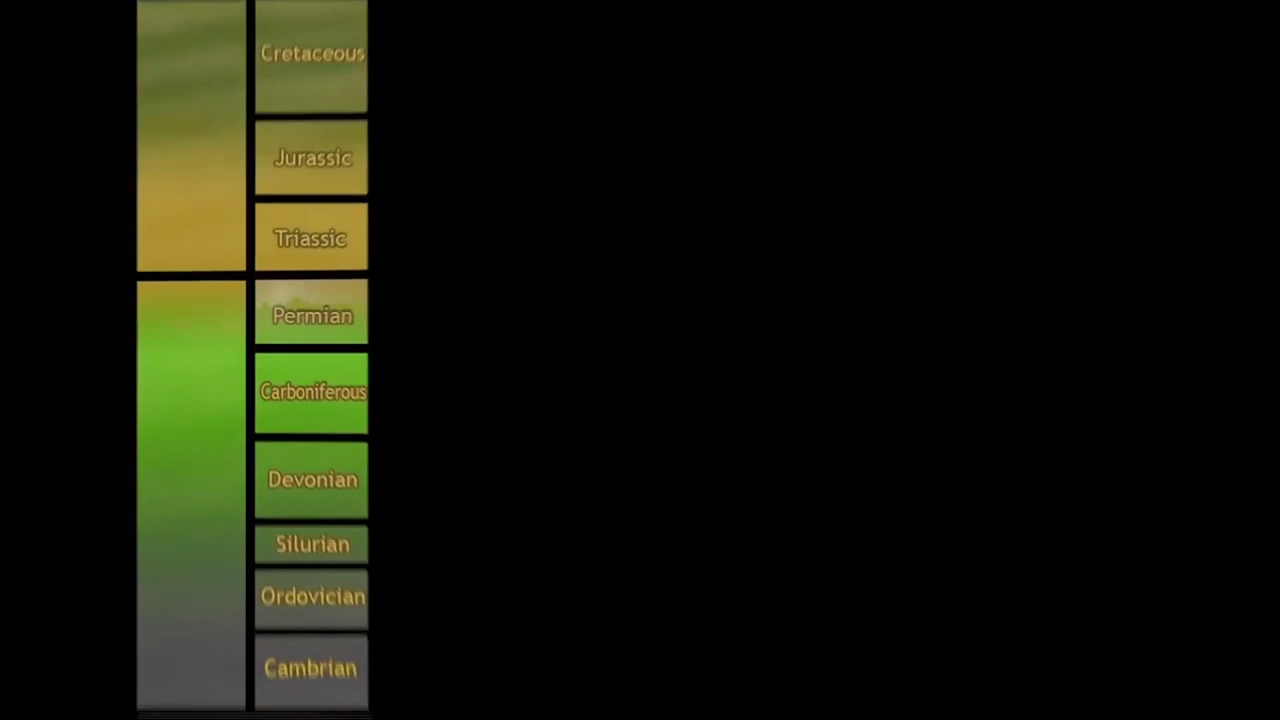 Cretaceous
Jurassic
Triassic
Permian
Carboniferous
Devonian
Silurian
Ordovician
Cambrian